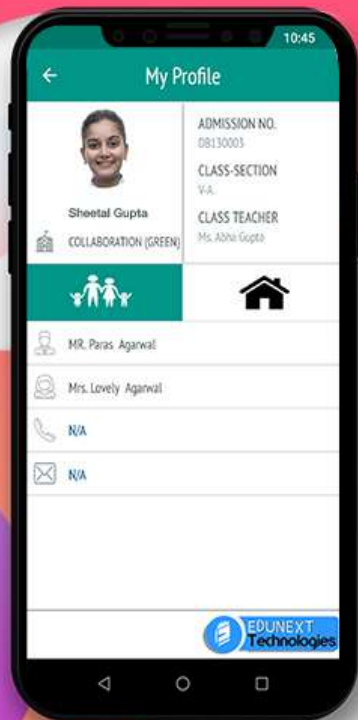 10:45
My Profile
Sheetal Gupta
COLLABORATION (GREEN)
ADMISSION NO.
DB130003
CLASS-SECTION
V-A
CLASS TEACHER
Ms. Abha Gupta
MR. Paras Agarwal
Mrs. Lovely Agarwal
N/A
N/A
EDUNEXT
Technologies